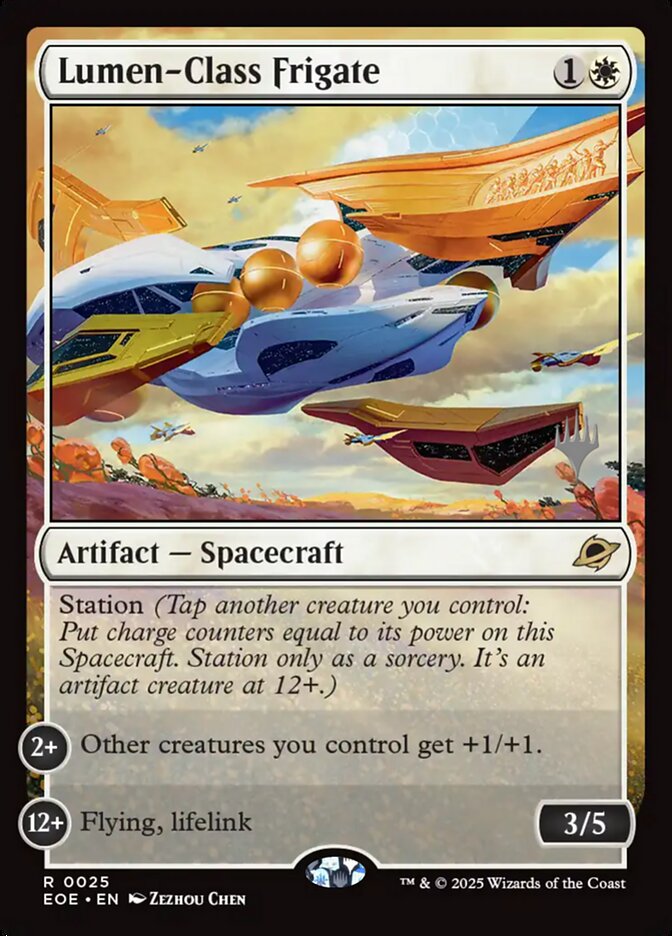 Lumen-Class Frigate
1
Artifact — Spacecraft
Station (Tap another creature you control:
Put charge counters equal to its power on this
Spacecraft. Station only as a sorcery. It's an
artifact creature at 12+.)
2+ Other creatures you control get +1/+1.
12+ Flying, lifelink
3/5
R 0025
EOE • EN Zezhou Chen
™ & © 2025 Wizards of the Coast